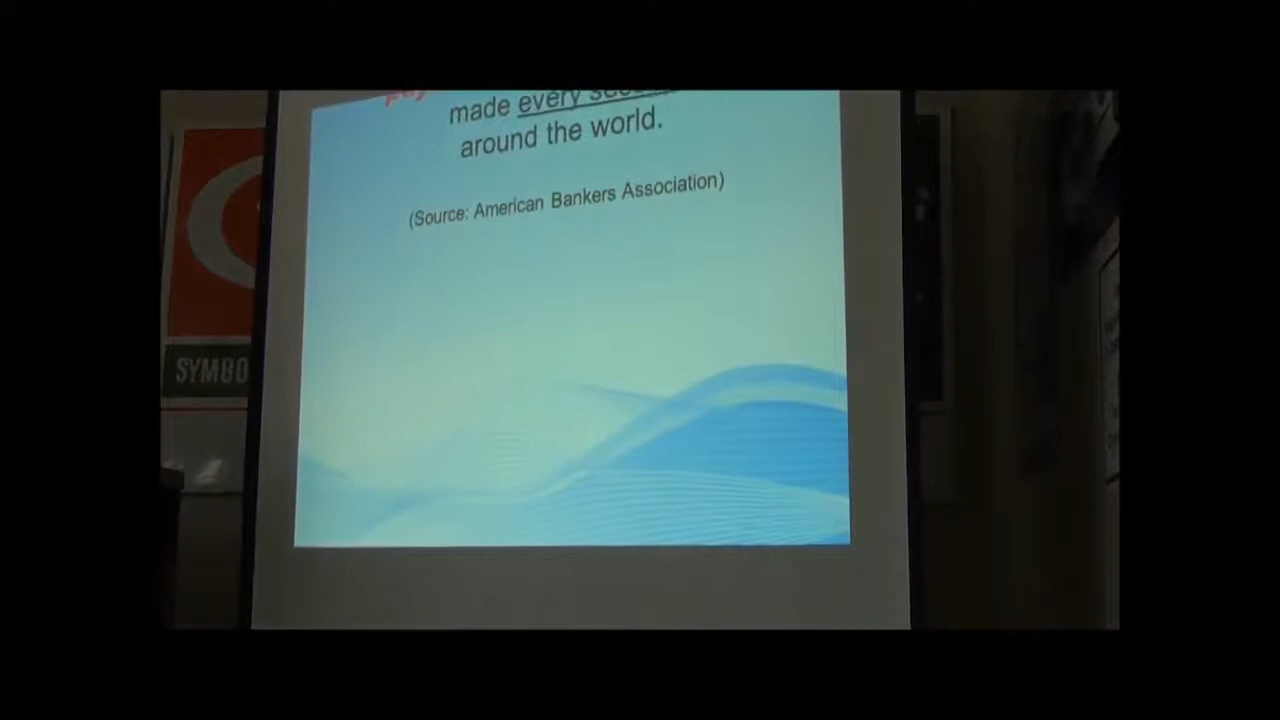 made every
around the world.
(Source: American Bankers Association)
SYMBO